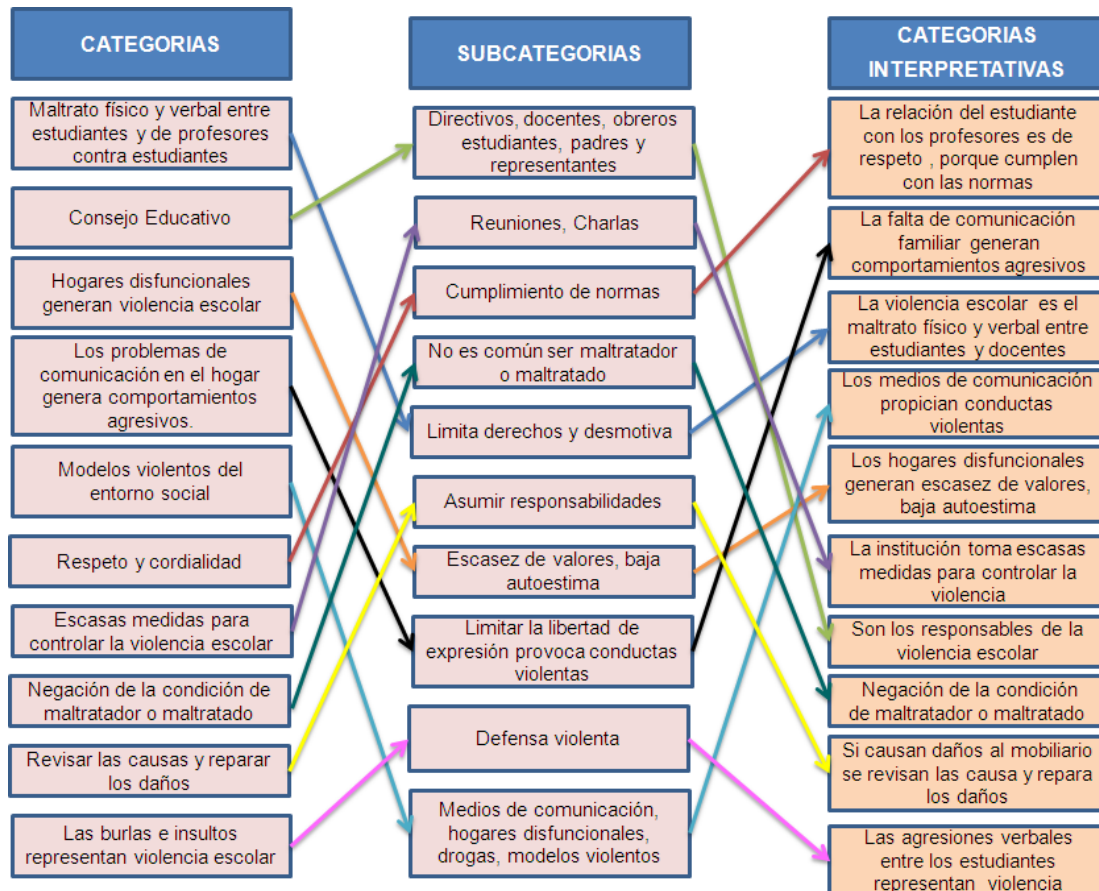 CATEGORIAS
Maltrato físico y verbal entre
estudiantes y de profesores
contra estudiantes
Consejo Educativo
Hogares disfuncionales
generan violencia escolar
Los problemas de
comunicación en el hogar
genera comportamientos
agresivos.
Modelos violentos del
entorno social
Respeto y cordialidad
Escasas medidas para
controlar la violencia escolar
Negación de la condición de
maltratador o maltratado
Revisar las causas y reparar
los daños
Las burlas e insultos
representan violencia escolar
SUBCATEGORIAS
Directivos, docentes, obreros
estudiantes, padres y
representantes
Reuniones, Charlas
Cumplimiento de normas
No es común ser maltratador
o maltratado
Limita derechos y desmotiva
Asumir responsabilidades
Escasez de valores, baja
autoestima
Limitar la libertad de
expresión provoca conductas
violentas
Defensa violenta
Medios de comunicación,
hogares disfuncionales,
drogas, modelos violentos
CATEGORIAS
INTERPRETATIVAS
La relación del estudiante
con los profesores es de
respeto , porque cumplen
con las normas
La falta de comunicación
familiar generan
comportamientos agresivos
La violencia escolar es el
maltrato físico y verbal entre
estudiantes y docentes
Los medios de comunicación
propician conductas
violentas
Los hogares disfuncionales
generan escasez de valores,
baja autoestima
La institución toma escasas
medidas para controlar la
violencia
Son los responsables de la
violencia escolar
Negación de la condición
de maltratador o maltratado
Si causan daños al mobiliario
se revisan las causa y repara
los daños
Las agresiones verbales
entre los estudiantes
representan violencia